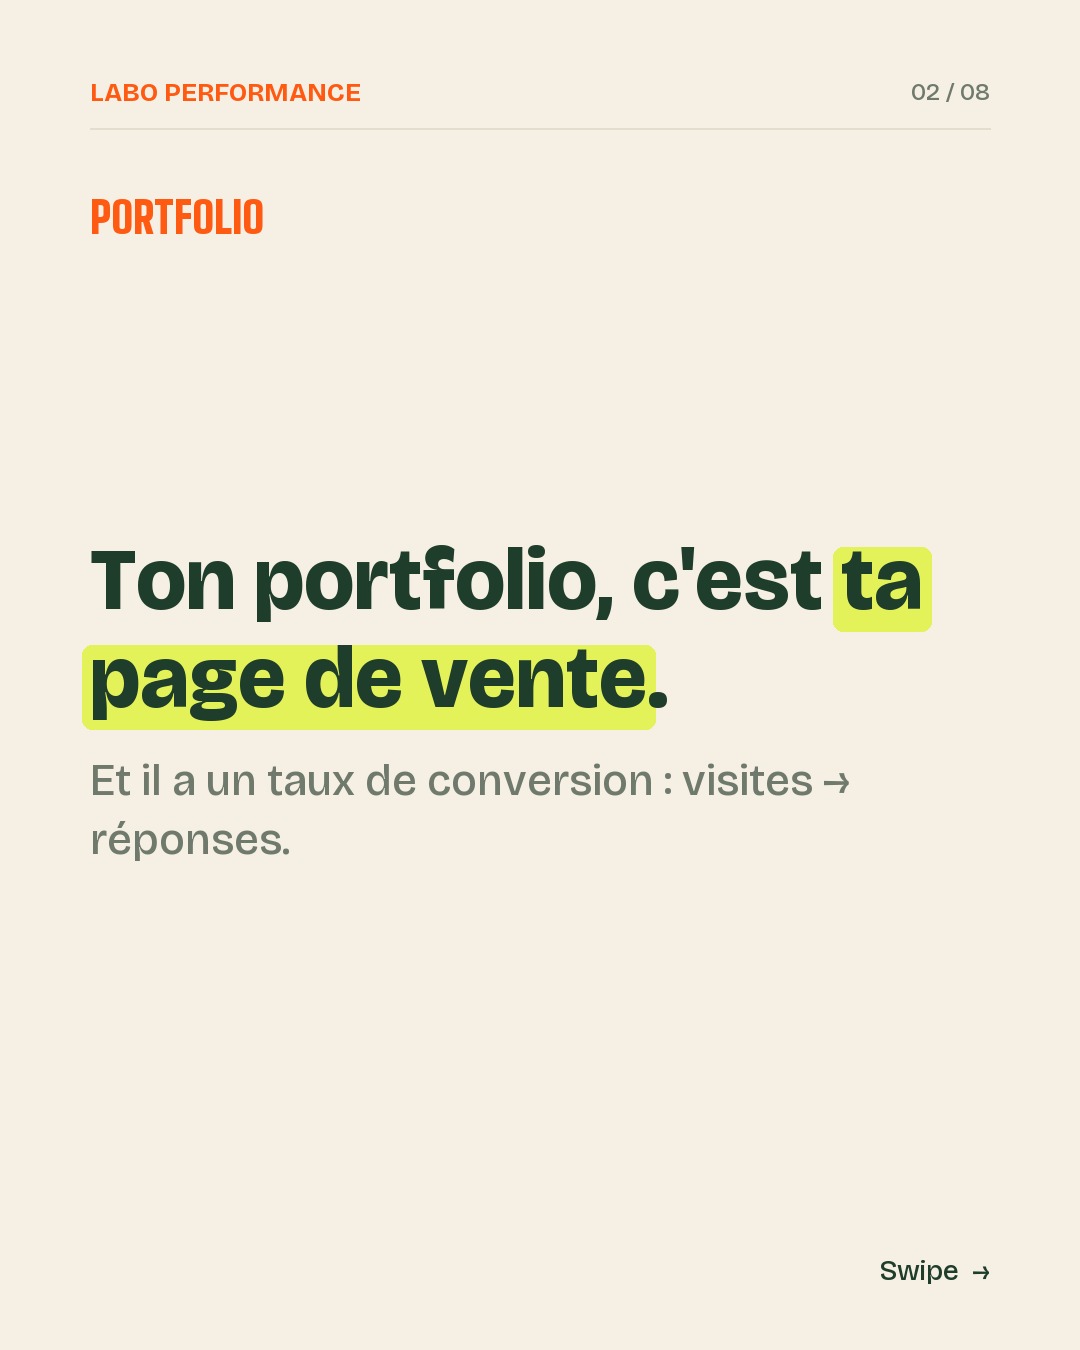 LABO PERFORMANCE
02 / 08
PORTFOLIO
Ton portfolio, c'est ta
page de vente.
Et il a un taux de conversion : visites →
réponses.
Swipe →